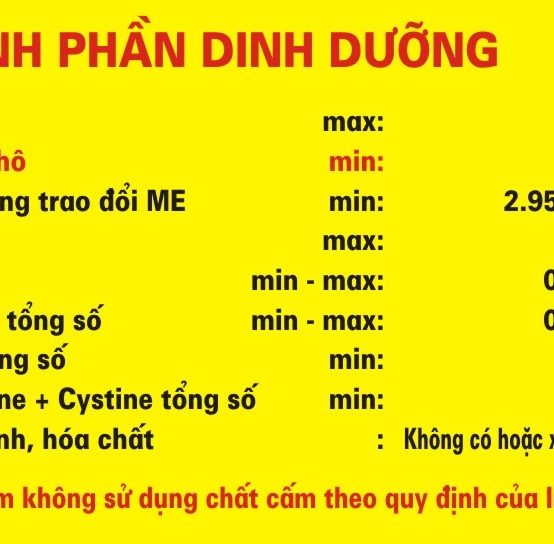 NH PHẦN DINH DƯỠNG
max:
hô min:
ng trao đổi ME min: 2.95
max:
min - max: 0
tổng số min - max: 0
ng số min:
ne + Cystine tổng số min:
nh, hóa chất : Không có hoặc x
m không sử dụng chất cấm theo quy định của l